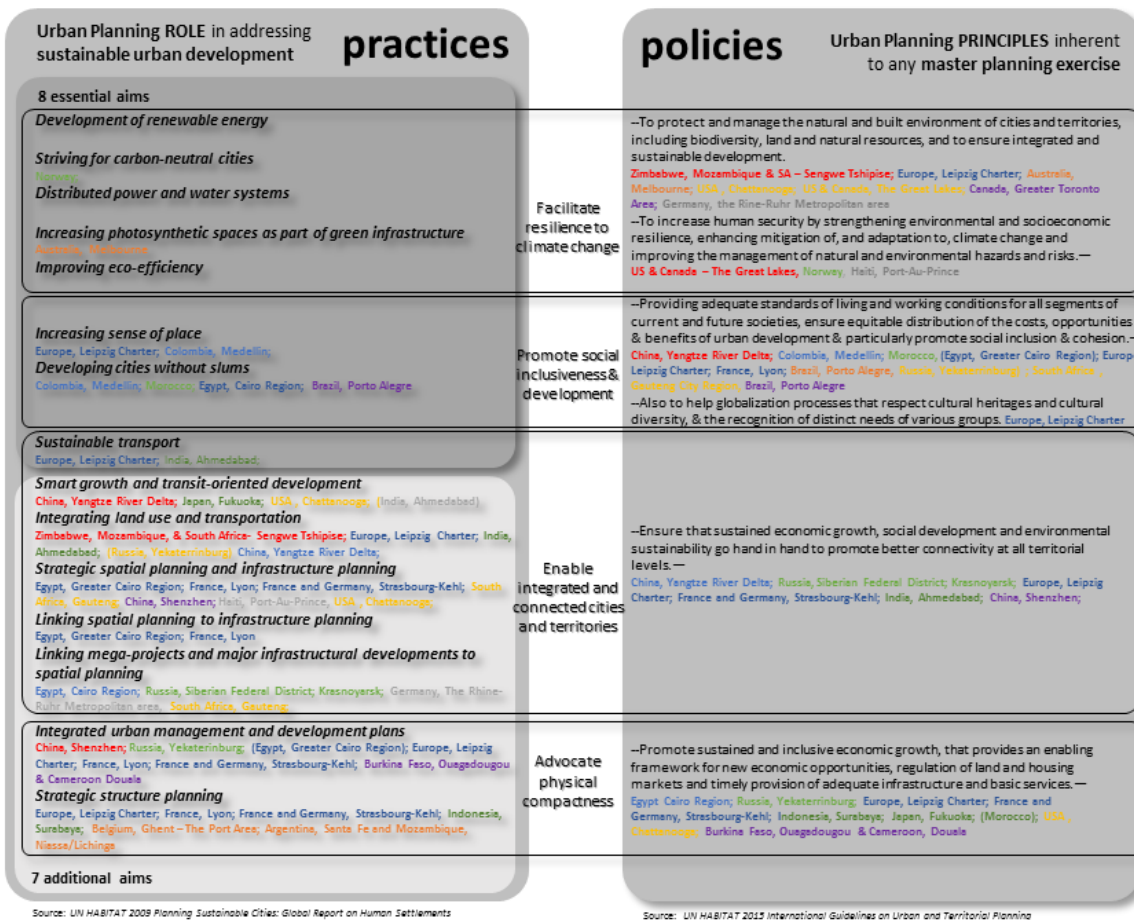 Urban Planning ROLE in addressing
sustainable urban development
practices
8 essential aims
Development of renewable energy
Striving for carbon-neutral cities
Norway;
Distributed power and water systems
Increasing photosynthetic spaces as part of green infrastructure
Australia, Melbourne
Improving eco-efficiency
Increasing sense of place
Europe, Leipzig Charter; Colombia, Medellin;
Developing cities without slums
Colombia, Medellin; Morocco; Egypt, Cairo Region; Brazil, Porto Alegre
Sustainable transport
Europe, Leipzig Charter; India, Ahmedabad;
Smart growth and transit-oriented development
China, Yangtze River Delta; Japan, Fukuoka; USA , Chattanooga; (India, Ahmedabad)
Integrating land use and transportation
Zimbabwe, Mozambique, & South Africa- Sengwe Tshipise; Europe, Leipzig Charter; India,
Ahmedabad; (Russia, Yekaterrinburg) China, Yangtze River Delta;
Strategic spatial planning and infrastructure planning
Egypt, Greater Cairo Region; France, Lyon; France and Germany, Strasbourg-Kehl; South
Africa, Gauteng; China, Shenzhen; Haiti, Port-Au-Prince, USA , Chattanooga;
Linking spatial planning to infrastructure planning
Egypt, Greater Cairo Region; France, Lyon
Linking mega-projects and major infrastructural developments to
spatial planning
Egypt, Cairo Region; Russia, Siberian Federal District; Krasnoyarsk; Germany, The Rhine-
Ruhr Metropolitan area, South Africa, Gauteng;
Integrated urban management and development plans
China, Shenzhen; Russia, Yekaterinburg; (Egypt, Greater Cairo Region); Europe, Leipzig
Charter; France, Lyon; France and Germany, Strasbourg-Kehl; Burkina Faso, Ouagadougou
& Cameroon Douala
Strategic structure planning
Europe, Leipzig Charter; France, Lyon; France and Germany, Strasbourg-Kehl; Indonesia,
Surabaya; Belgium, Ghent – The Port Area; Argentina, Santa Fe and Mozambique,
Niassa/Lichinga
7 additional aims
Source: UN HABITAT 2009 Planning Sustainable Cities: Global Report on Human Settlements
Facilitate
resilience to
climate change
Promote social
inclusiveness &
development
Enable
integrated and
connected cities
and territories
Advocate
physical
compactness
policies
Urban Planning PRINCIPLES inherent
to any master planning exercise
--To protect and manage the natural and built environment of cities and territories,
including biodiversity, land and natural resources, and to ensure integrated and
sustainable development.
Zimbabwe, Mozambique & SA – Sengwe Tshipise; Europe, Leipzig Charter; Australia,
Melbourne; USA , Chattanooga; US & Canada, The Great Lakes, Canada, Greater Toronto
Area; Germany, the Rine-Ruhr Metropolitan area
--To increase human security by strengthening environmental and socioeconomic
resilience, enhancing mitigation of, and adaptation to, climate change and
improving the management of natural and environmental hazards and risks.—
US & Canada – The Great Lakes, Norway, Haiti, Port-Au-Prince
--Providing adequate standards of living and working conditions for all segments of
current and future societies, ensure equitable distribution of the costs, opportunities
& benefits of urban development & particularly promote social inclusion & cohesion.-
China, Yangtze River Delta; Colombia, Medellin; Morocco, (Egypt, Greater Cairo Region); Europe
Leipzig Charter; France, Lyon; Brazil, Porto Alegre, Russia, Yekaterrinburg; ; South Africa ,
Gauteng City Region; Brazil, Porto Alegre
--Also to help globalization processes that respect cultural heritages and cultural
diversity, & the recognition of distinct needs of various groups. Europe, Leipzig Charter
--Ensure that sustained economic growth, social development and environmental
sustainability go hand in hand to promote better connectivity at all territorial
levels.—
China, Yangtze River Delta; Russia, Siberian Federal District; Krasnoyarsk; Europe, Leipzig
Charter; France and Germany, Strasbourg-Kehl; India, Ahmedabad; China, Shenzhen;
--Promote sustained and inclusive economic growth, that provides an enabling
framework for new economic opportunities, regulation of land and housing
markets and timely provision of adequate infrastructure and basic services.—
Egypt Cairo Region; Russia, Yekaterinburg; Europe, Leipzig Charter; France and
Germany, Strasbourg-Kehl; Indonesia, Surabaya; Japan, Fukuoka; (Morocco); USA ,
Chattanooga; Burkina Faso, Ouagadougou & Cameroon, Douala
Source: UN HABITAT 2015 International Guidelines on Urban and Territorial Planning